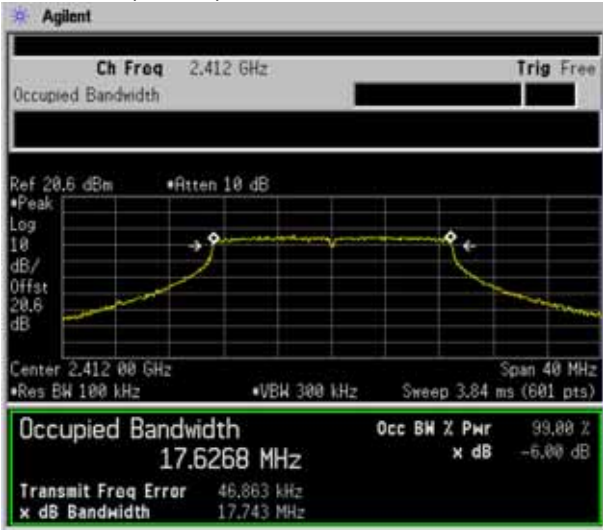 Agilent
Ch Freq 2.412 GHz Trig Free
Occupied Bandwidth
Ref 20.6 dBm •Atten 10 dB
•Peak
Log
10
dB/
Offst
20.6
dB
Center 2.412 00 GHz Span 40 MHz
•Res BW 100 kHz •VBW 300 kHz Sweep 3.84 ms (601 pts)
Occupied Bandwidth Occ BW % Pwr 99.00 %
17.6268 MHz x dB -6.00 dB
Transmit Freq Error 46.863 kHz
x dB Bandwidth 17.743 MHz